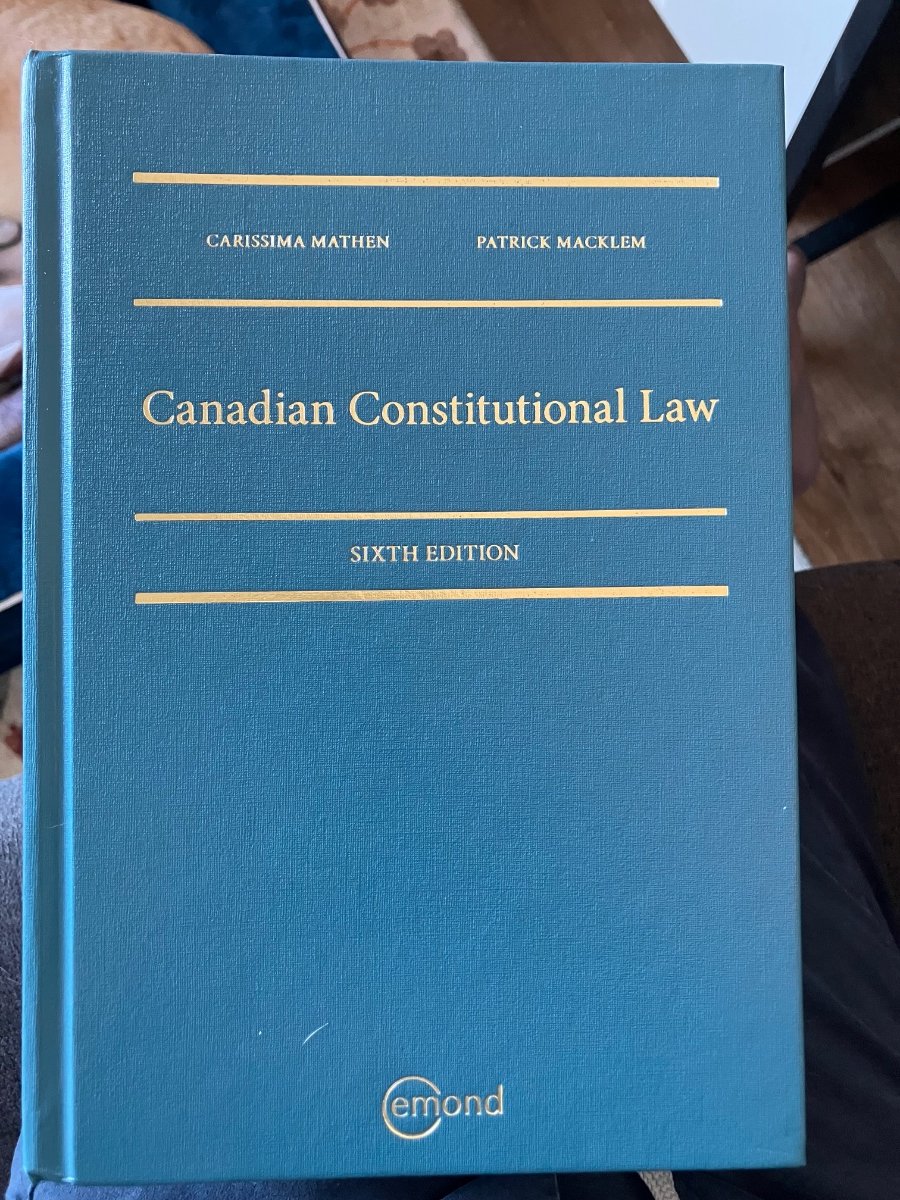 CARISSIMA MATHEN PATRICK MACKLEM
Canadian Constitutional Law
SIXTH EDITION
emond